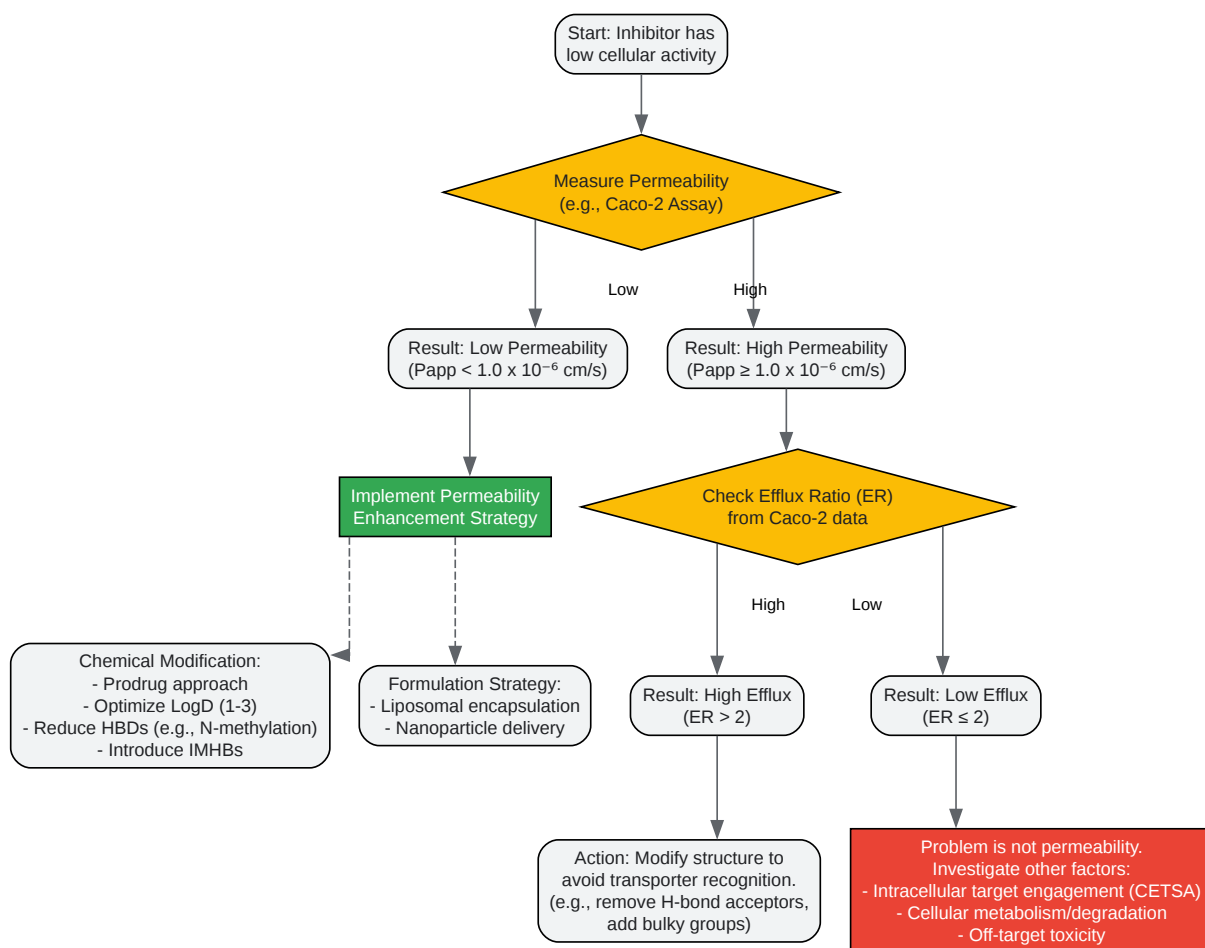 Start: Inhibitor has
low cellular activity
Measure Permeability
(e.g., Caco-2 Assay)
Low
High
Result: Low Permeability
(Papp < 1.0 x 10⁻⁶ cm/s)
Result: High Permeability
(Papp ≥ 1.0 x 10⁻⁶ cm/s)
Implement Permeability
Enhancement Strategy
Check Efflux Ratio (ER)
from Caco-2 data
High
Low
Chemical Modification:
- Prodrug approach
- Optimize LogD (1-3)
- Reduce HBDs (e.g., N-methylation)
- Introduce IMHBs
Formulation Strategy:
- Liposomal encapsulation
- Nanoparticle delivery
Result: High Efflux
(ER > 2)
Result: Low Efflux
(ER ≤ 2)
Action: Modify structure to
avoid transporter recognition.
(e.g., remove H-bond acceptors,
add bulky groups)
Problem is not permeability.
Investigate other factors:
- Intracellular target engagement (CETSA)
- Cellular metabolism/degradation
- Off-target toxicity